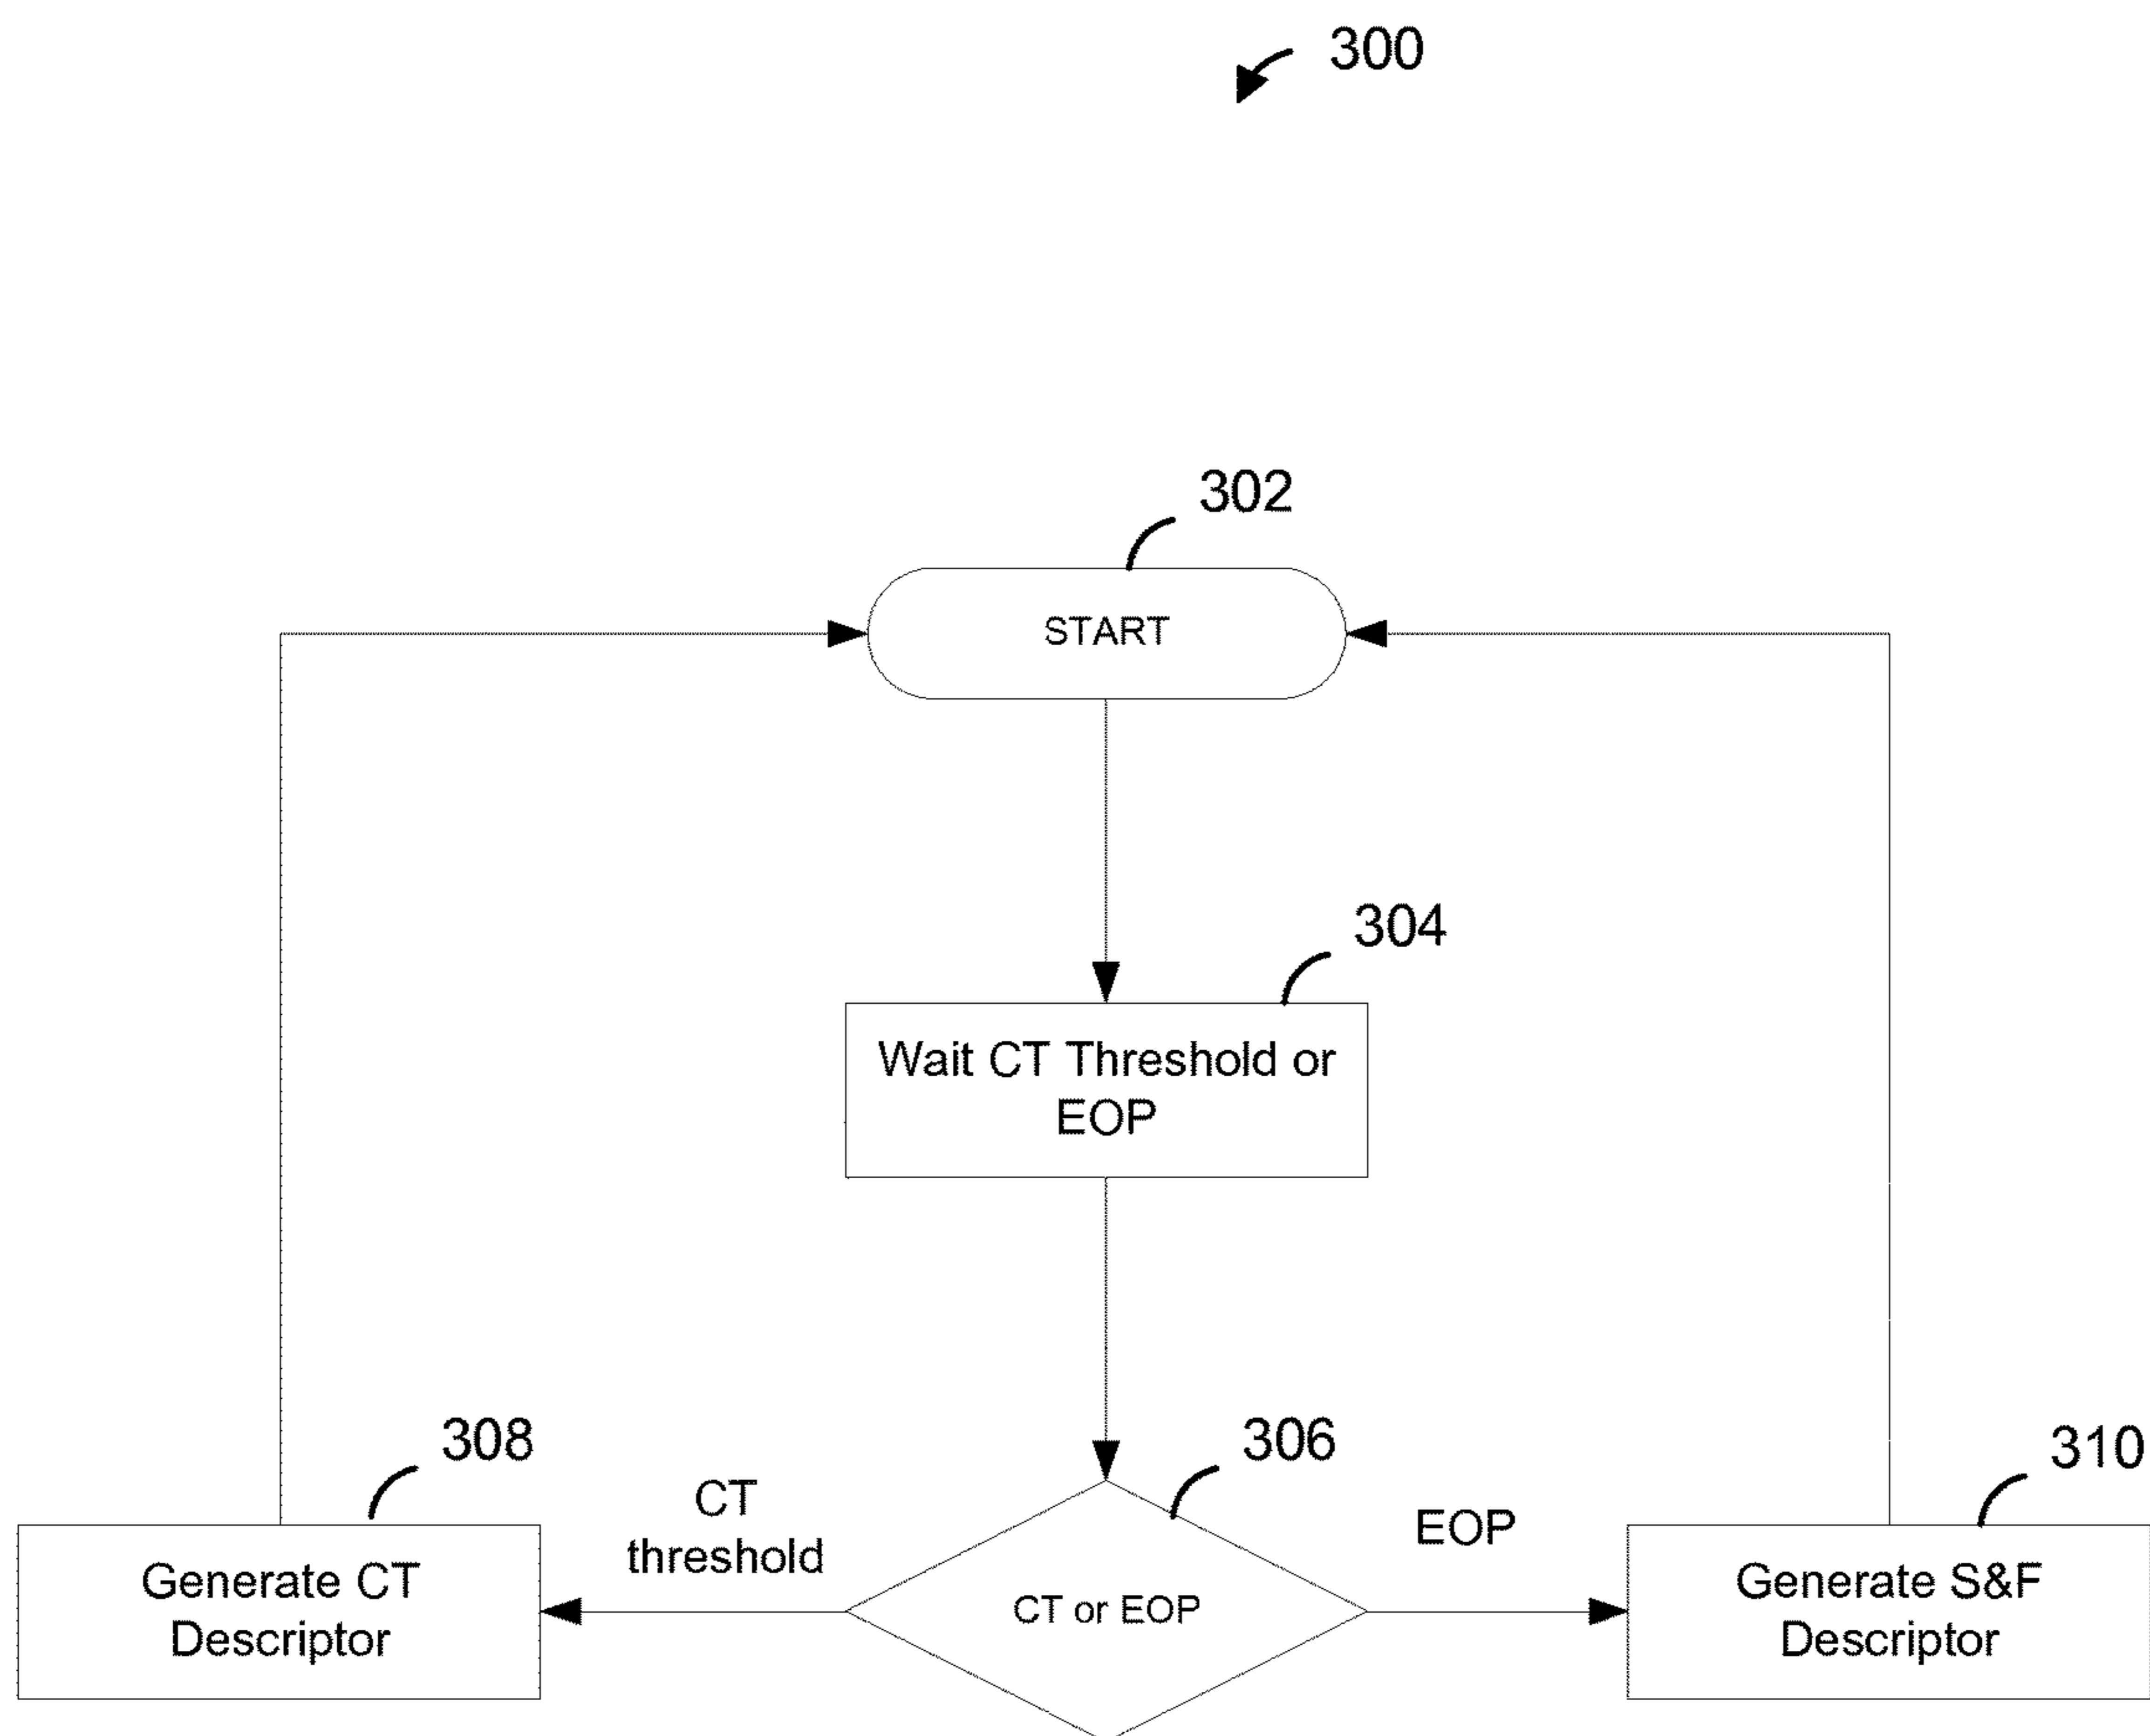 300
302
START
304
Wait CT Threshold or
EOP
308
306
310
CT
threshold
EOP
Generate CT
Descriptor
CT or EOP
Generate S&F
Descriptor